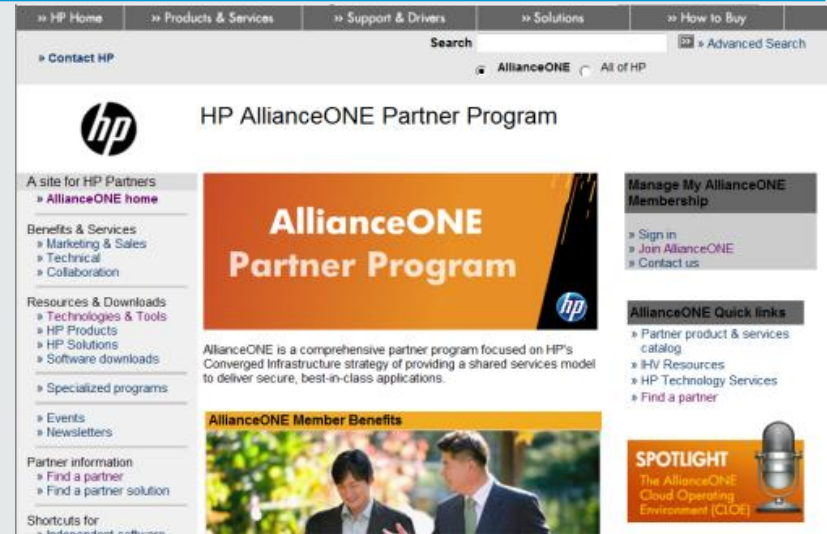 » HP Home
» Products & Services
» Support & Drivers
» Solutions
» How to Buy
» Contact HP
Search
» Advanced Search
AllianceONE
All of HP
hp
HP AllianceONE Partner Program
A site for HP Partners
» AllianceONE home
Benefits & Services
» Marketing & Sales
» Technical
» Collaboration
Resources & Downloads
» Technologies & Tools
» HP Products
» HP Solutions
» Software downloads
» Specialized programs
» Events
» Newsletters
Partner information
» Find a partner
» Find a partner solution
Shortcuts for
» Independent software
AllianceONE
Partner Program
hp
AllianceONE is a comprehensive partner program focused on HP's
Converged Infrastructure strategy of providing a shared services model
to deliver secure, best-in-class applications.
AllianceONE Member Benefits
Manage My AllianceONE
Membership
» Sign in
» Join AllianceONE
» Contact us
AllianceONE Quick links
» Partner product & services
catalog
» IHV Resources
» HP Technology Services
» Find a partner
SPOTLIGHT
The AllianceONE
Cloud Operating
Environment (CLOE)